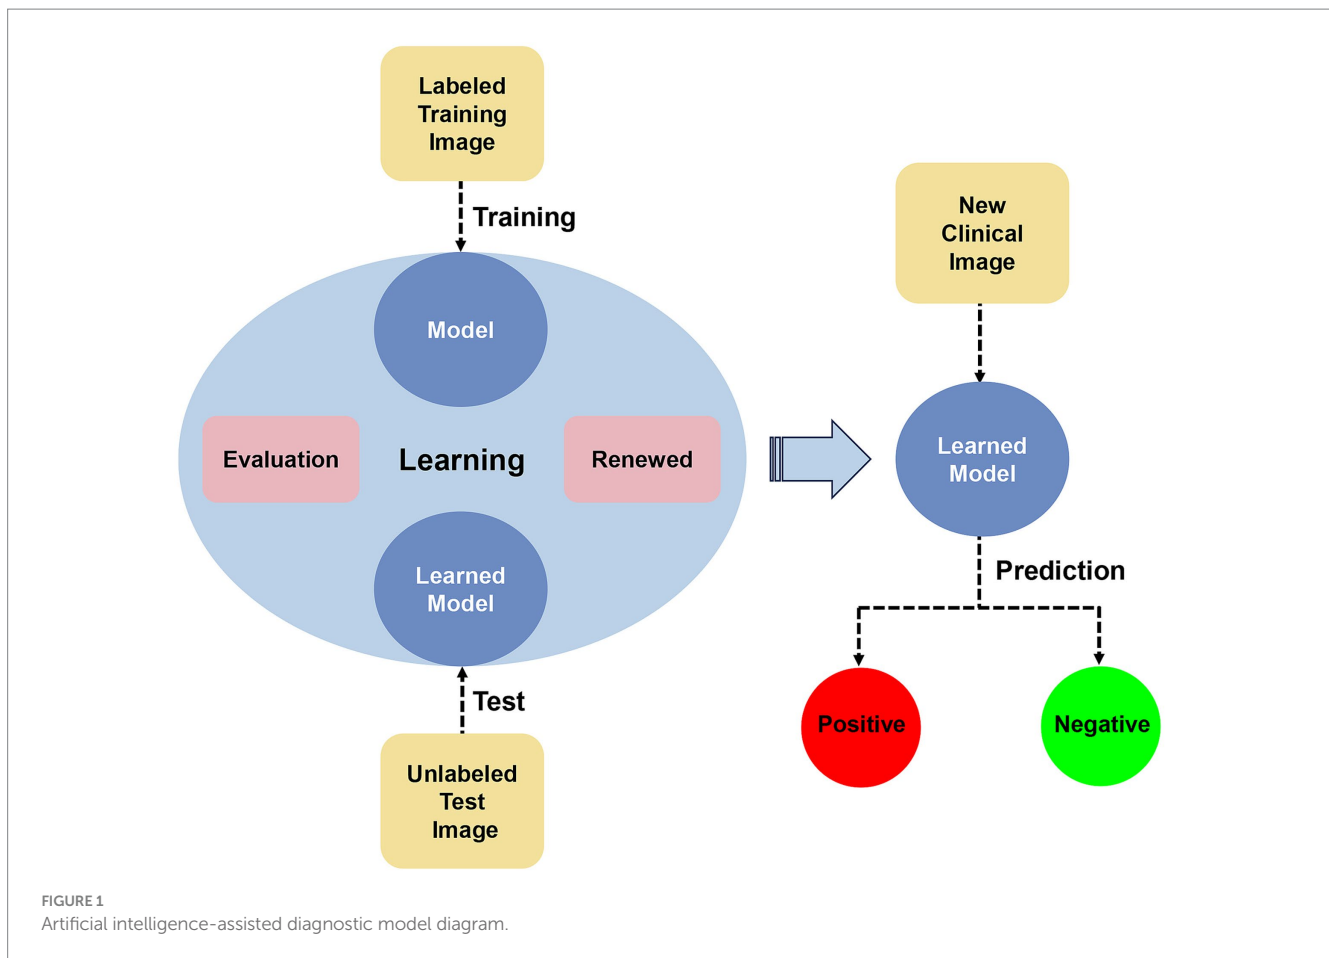 Labeled
Training
Image
Training
Model
Evaluation
Learning
Renewed
Learned
Model
Test
Unlabeled
Test
Image
New
Clinical
Image
Learned
Model
Prediction
Positive
Negative
FIGURE 1
Artificial intelligence-assisted diagnostic model diagram.